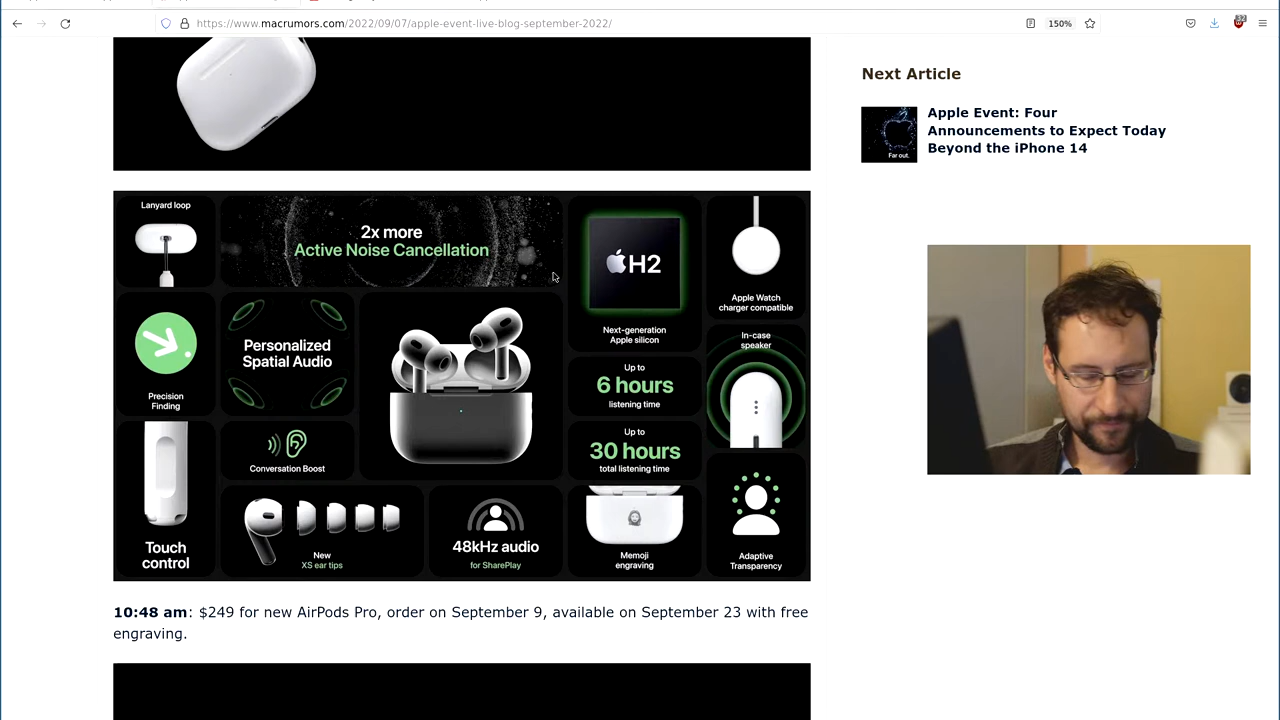 https://www.macrumors.com/2022/09/07/apple-event-live-blog-september-2022/
150%
Next Article
Apple Event: Four
Announcements to Expect Today
Beyond the iPhone 14
Far out.
Lanyard loop
2x more
Active Noise Cancellation
H2
Next-generation
Apple silicon
Apple Watch
charger compatible
Precision
Finding
Personalized
Spatial Audio
Up to
6 hours
listening time
In-case
speaker
Conversation Boost
Up to
30 hours
total listening time
Touch
control
New
XS ear tips
48kHz audio
for SharePlay
Memoji
engraving
Adaptive
Transparency
10:48 am: $249 for new AirPods Pro, order on September 9, available on September 23 with free
engraving.